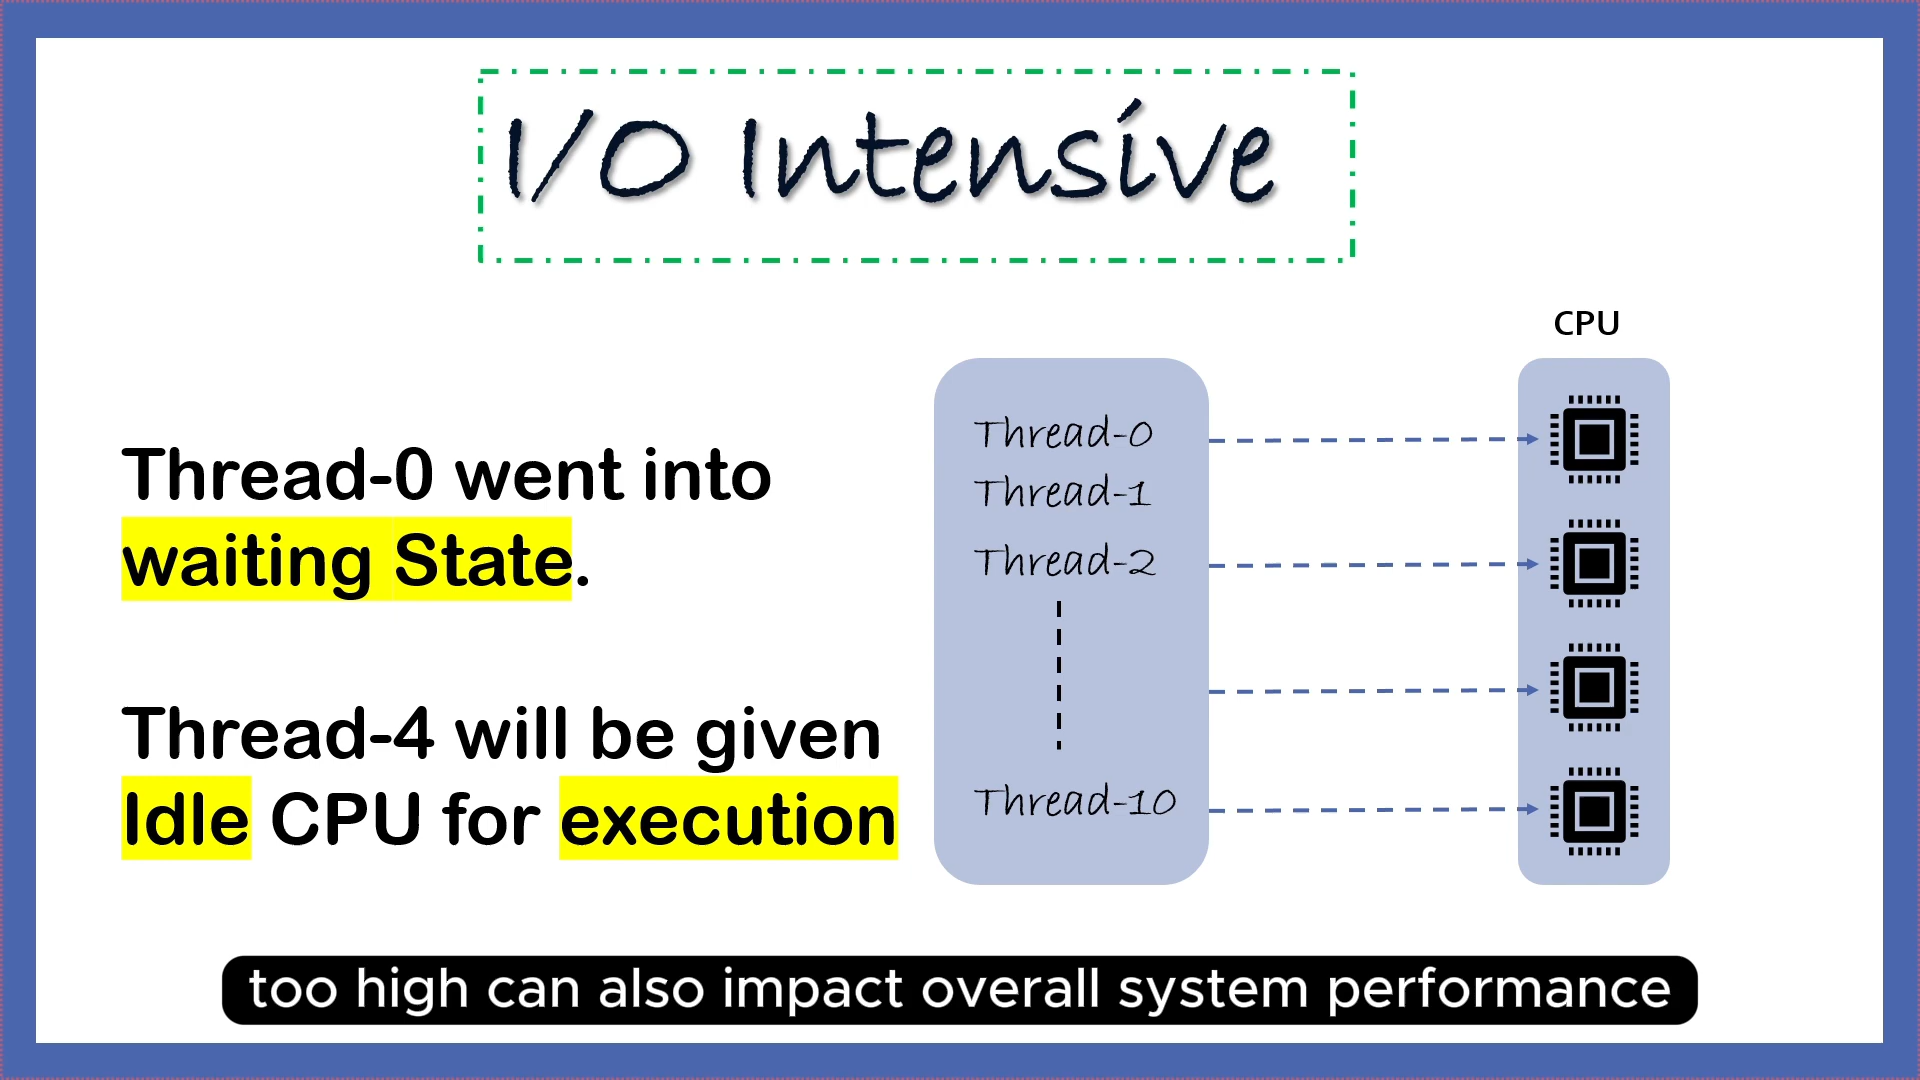 I/O Intensive
CPU
Thread-0 went into
waiting State.
Thread-4 will be given
Idle CPU for execution
Thread-0
Thread-1
Thread-2
Thread-10
too high can also impact overall system performance